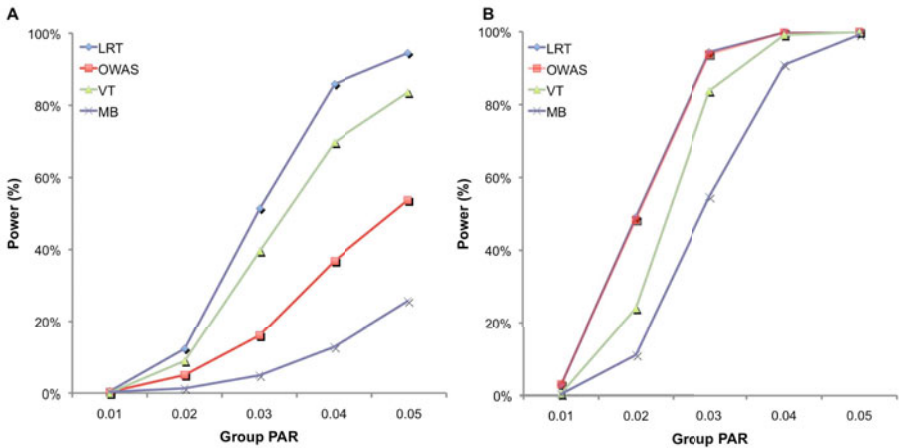 A
100%
80%
60%
40%
20%
0%
Power (%)
LRT
OWAS
VT
MB
0.01 0.02 0.03 0.04 0.05
Group PAR
B
100%
80%
60%
40%
20%
0%
Power (%)
LRT
OWAS
VT
MB
0.01 0.02 0.03 0.04 0.05
Group PAR